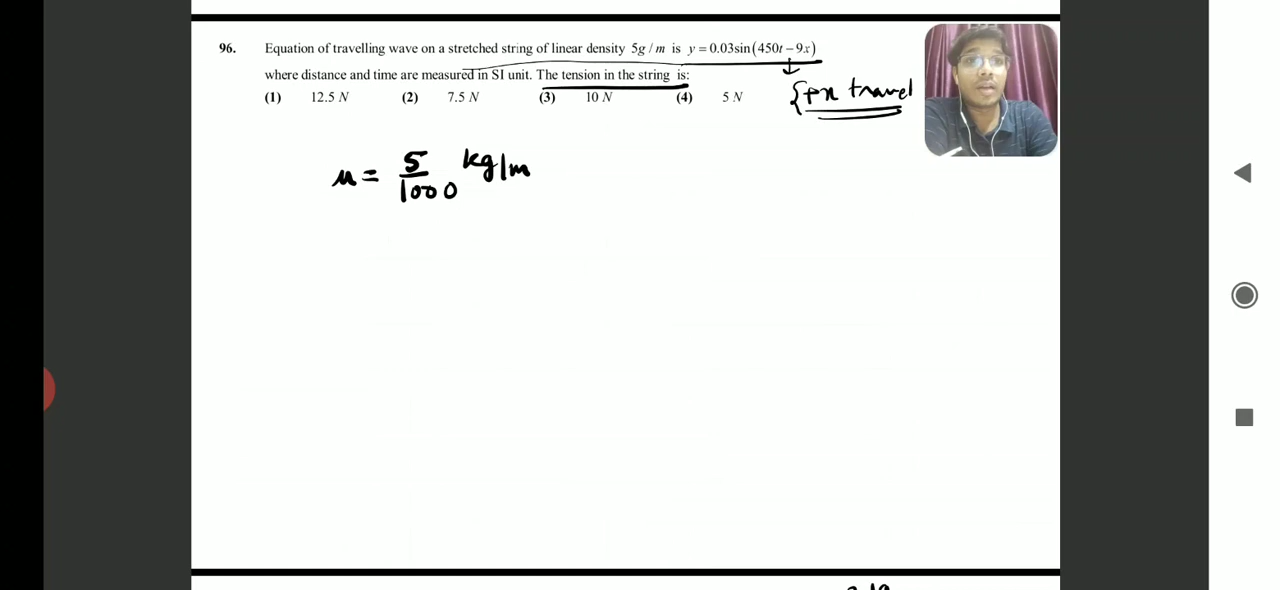 96. Equation of travelling wave on a stretched string of linear density 5g / m is y = 0.03sin(450t − 9x)
where distance and time are measured in SI unit. The tension in the string is:
(1) 12.5 N (2) 7.5 N (3) 10 N (4) 5 N
{+x travel
μ = 5/1000 kg/m